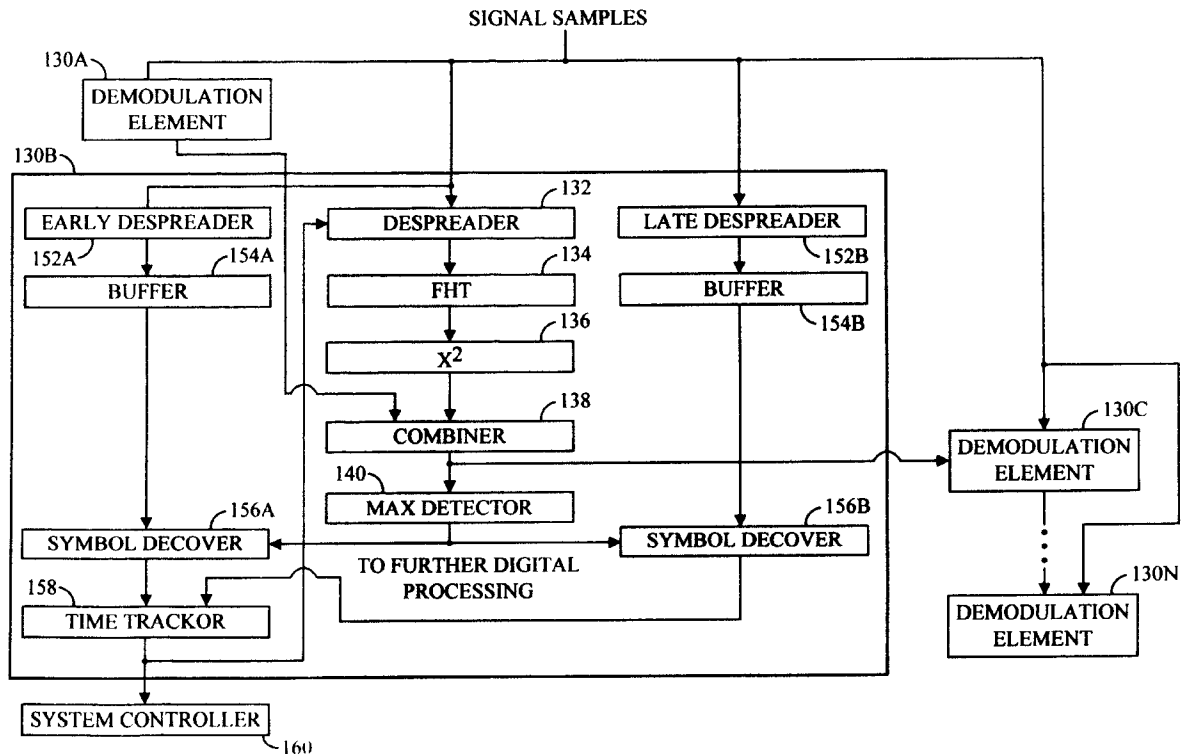 SIGNAL SAMPLES
130A
DEMODULATION
ELEMENT
130B
132
EARLY DESPREADER
DESPREADER
LATE DESPREADER
152A
154A
134
152B
BUFFER
FHT
BUFFER
154B
136
X²
138
COMBINER
130C
DEMODULATION
ELEMENT
140
MAX DETECTOR
156A
156B
SYMBOL DECOVER
SYMBOL DECOVER
TO FURTHER DIGITAL
PROCESSING
158
TIME TRACKOR
130N
DEMODULATION
ELEMENT
SYSTEM CONTROLLER
160